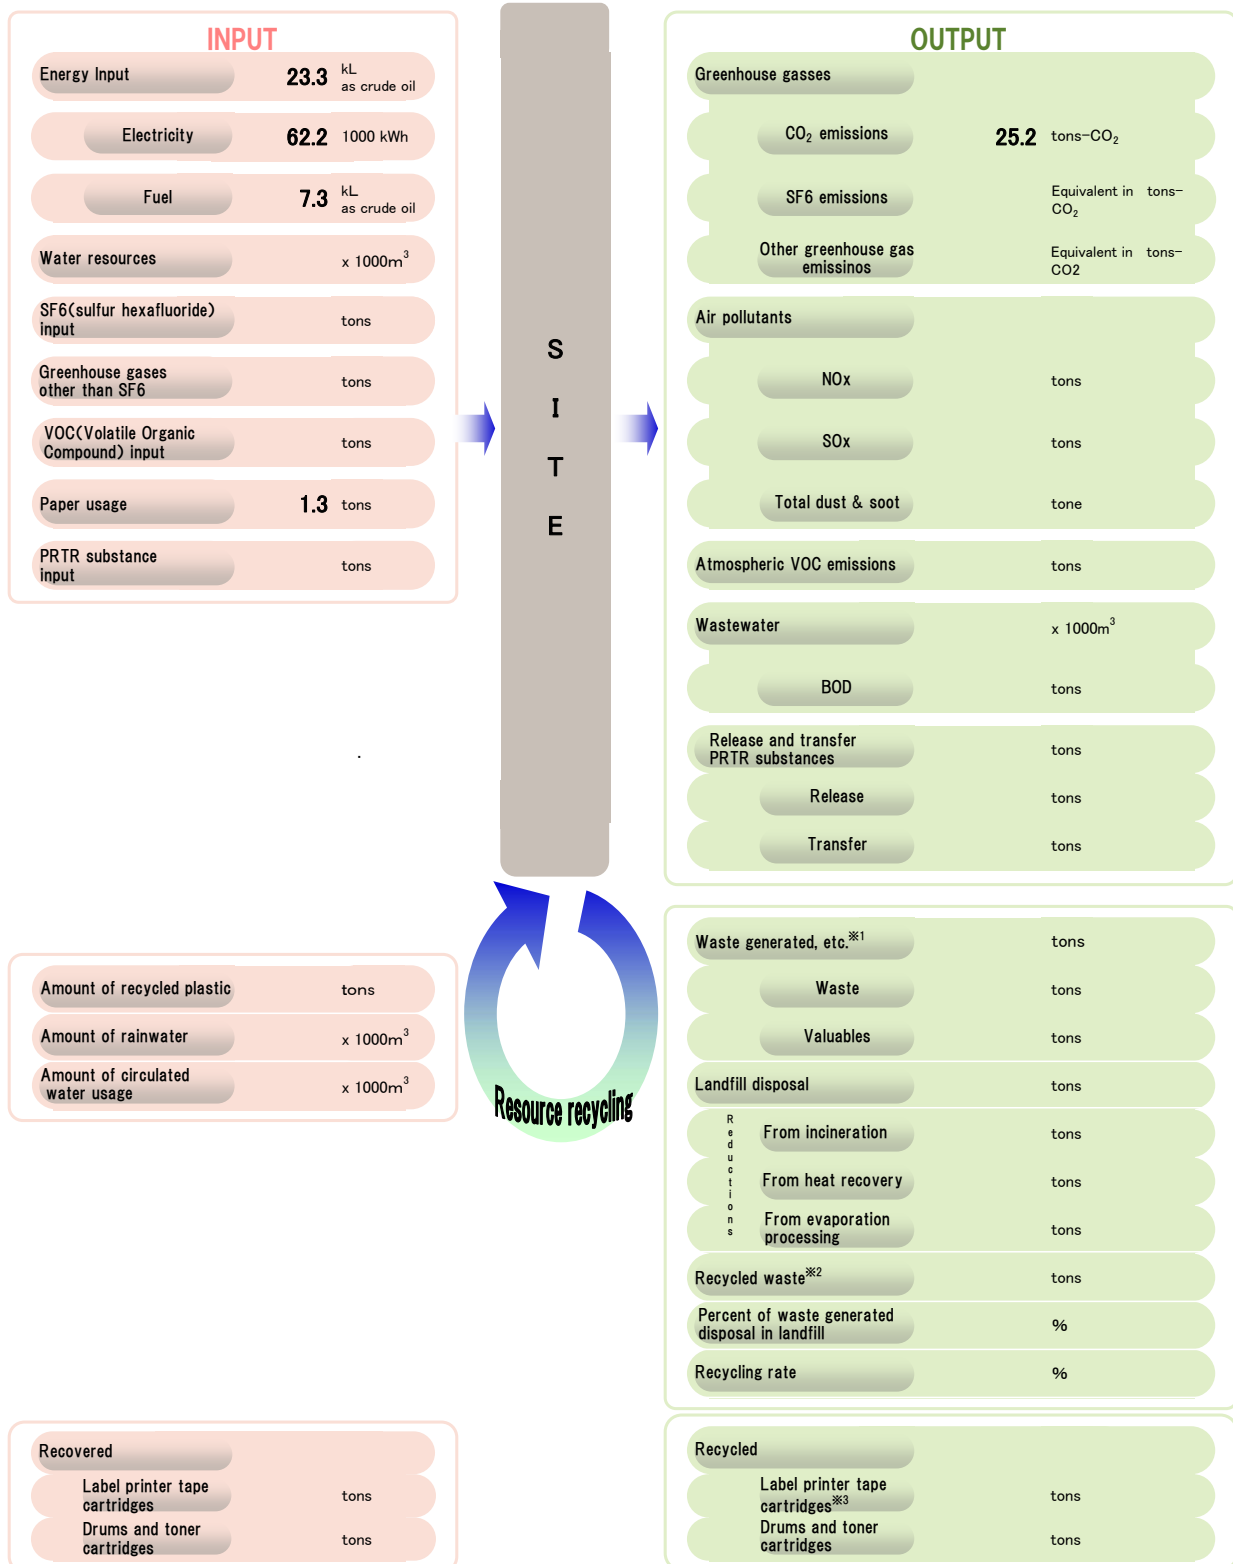 INPUT
Energy Input 23.3 kL
as crude oil
Electricity 62.2 1000 kWh
Fuel 7.3 kL
as crude oil
Water resources x 1000m³
SF6(sulfur hexafluoride)
input tons
Greenhouse gases
other than SF6 tons
VOC(Volatile Organic
Compound) input tons
Paper usage 1.3 tons
PRTR substance
input tons
.
S
I
T
E
OUTPUT
Greenhouse gasses
CO₂ emissions 25.2 tons-CO₂
SF6 emissions Equivalent in tons-
CO₂
Other greenhouse gas
emissinos Equivalent in tons-
CO2
Air pollutants
NOx tons
SOx tons
Total dust & soot tone
Atmospheric VOC emissions tons
Wastewater x 1000m³
BOD tons
Release and transfer
PRTR substances tons
Release tons
Transfer tons
Resource recycling
Amount of recycled plastic tons
Amount of rainwater x 1000m³
Amount of circulated
water usage x 1000m³
Waste generated, etc.※1 tons
Waste tons
Valuables tons
Landfill disposal tons
Reductions
From incineration tons
From heat recovery tons
From evaporation
processing tons
Recycled waste※2 tons
Percent of waste generated
disposal in landfill %
Recycling rate %
Recovered
Label printer tape
cartridges tons
Drums and toner
cartridges tons
Recycled
Label printer tape
cartridges※3 tons
Drums and toner
cartridges tons